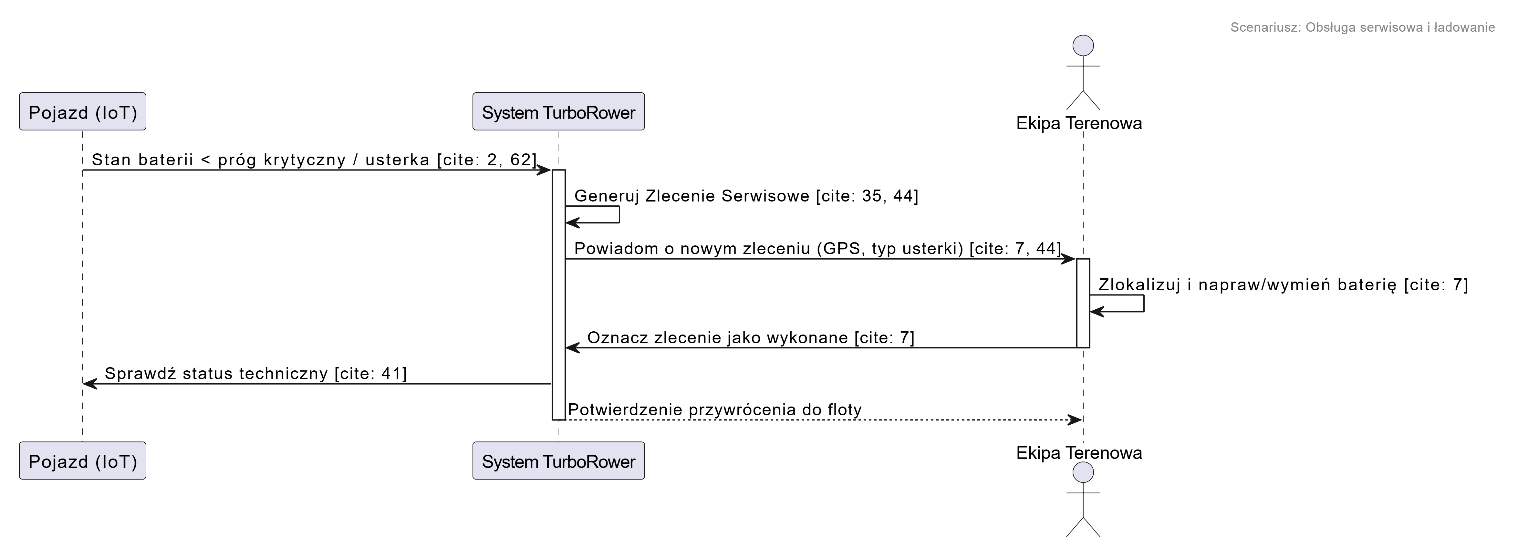 Scenariusz: Obsługa serwisowa i ładowanie
Pojazd (IoT)
System TurboRower
Ekipa Terenowa
Stan baterii < próg krytyczny / usterka [cite: 2, 62]
Generuj Zlecenie Serwisowe [cite: 35, 44]
Powiadom o nowym zleceniu (GPS, typ usterki) [cite: 7, 44]
Zlokalizuj i napraw/wymień baterię [cite: 7]
Oznacz zlecenie jako wykonane [cite: 7]
Sprawdź status techniczny [cite: 41]
Potwierdzenie przywrócenia do floty
Pojazd (IoT)
System TurboRower
Ekipa Terenowa